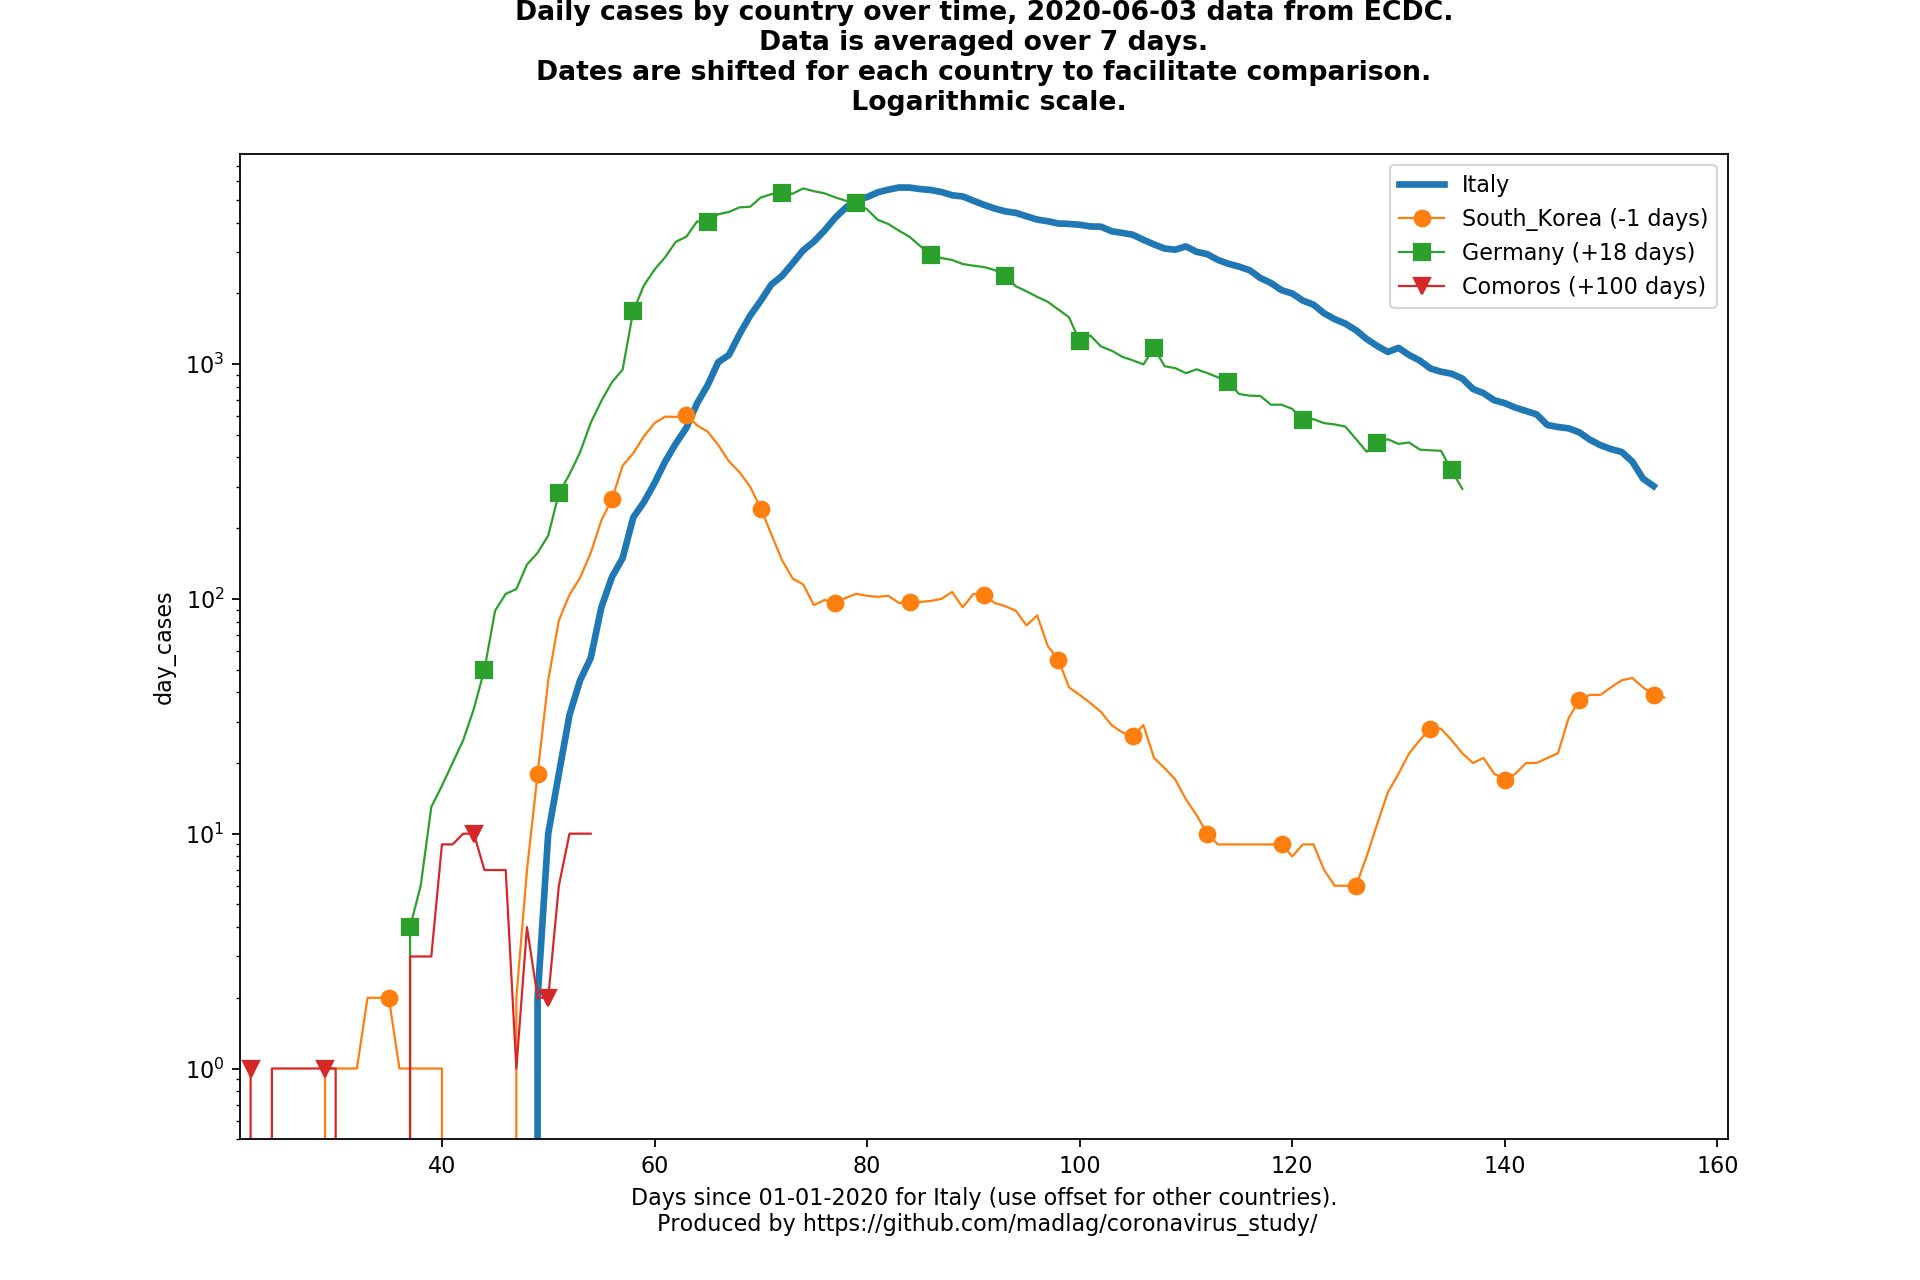 Daily cases by country over time, 2020-06-03 data from ECDC.
Data is averaged over 7 days.
Dates are shifted for each country to facilitate comparison.
Logarithmic scale.
Italy
South_Korea (-1 days)
Germany (+18 days)
Comoros (+100 days)
day_cases
10³
10²
10¹
10⁰
40 60 80 100 120 140 160
Days since 01-01-2020 for Italy (use offset for other countries).
Produced by https://github.com/madlag/coronavirus_study/